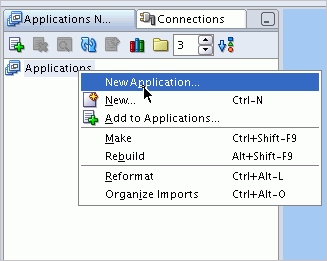 Applications N...
Connections
3
Applications
New Application...
New... Ctrl-N
Add to Applications...
Make Ctrl+Shift-F9
Rebuild Alt+Shift-F9
Reformat Ctrl+Alt-L
Organize Imports Ctrl+Alt-O